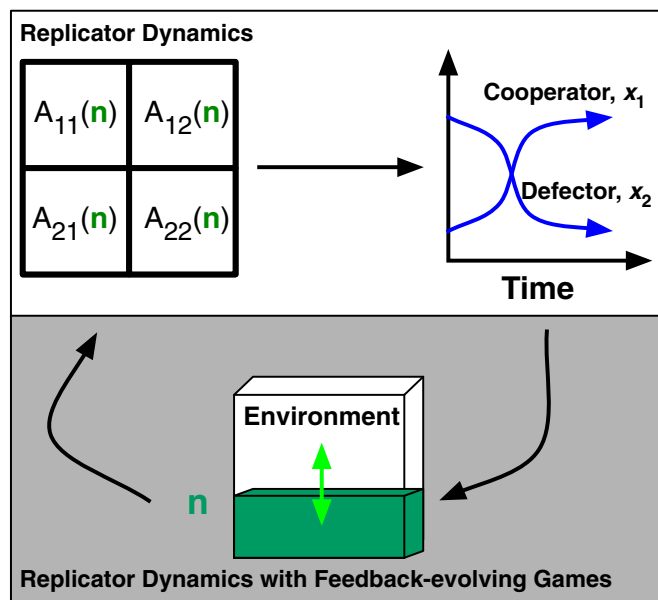 Replicator Dynamics
A11(n) A12(n)
A21(n) A22(n)
Cooperator, x1
Defector, x2
Time
Environment
n
Replicator Dynamics with Feedback-evolving Games